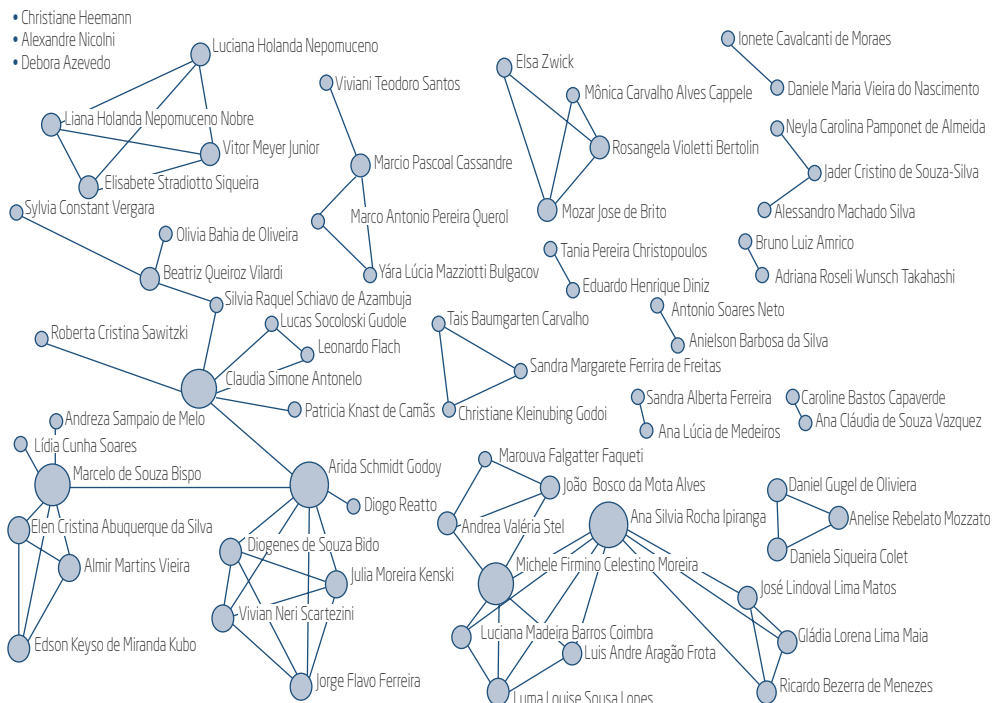 • Christiane Heemann
• Alexandre Nicolni
• Debora Azevedo
Luciana Holanda Nepomuceno
Liana Holanda Nepomuceno Nobre
Vitor Meyer Junior
Elisabete Stradiotto Siqueira
Viviani Teodoro Santos
Marcio Pascoal Cassandre
Marco Antonio Pereira Querol
Yára Lúcia Mazziotti Bulgacov
Elsa Zwick
Mônica Carvalho Alves Cappele
Rosangela Violetti Bertolin
Mozar Jose de Brito
Ionete Cavalcanti de Moraes
Daniele Maria Vieira do Nascimento
Neyla Carolina Pamponet de Almeida
Jader Cristino de Souza-Silva
Alessandro Machado Silva
Sylvia Constant Vergara
Olivia Bahia de Oliveira
Beatriz Queiroz Vilardi
Silvia Raquel Schiavo de Azambuja
Tania Pereira Christopoulos
Eduardo Henrique Diniz
Bruno Luiz Amrico
Adriana Roseli Wunsch Takahashi
Antonio Soares Neto
Anielson Barbosa da Silva
Roberta Cristina Sawitzki
Lucas Socoloski Gudole
Leonardo Flach
Claudia Simone Antonelo
Patricia Knast de Camãs
Tais Baumgarten Carvalho
Sandra Margarete Ferrira de Freitas
Christiane Kleinubing Godoi
Sandra Alberta Ferreira
Ana Lúcia de Medeiros
Caroline Bastos Capaverde
Ana Cláudia de Souza Vazquez
Andreza Sampaio de Melo
Lídia Cunha Soares
Marcelo de Souza Bispo
Arida Schmidt Godoy
Diogo Reatto
Elen Cristina Abuquerque da Silva
Almir Martins Vieira
Edson Keyso de Miranda Kubo
Diogenes de Souza Bido
Julia Moreira Kenski
Vivian Neri Scartezini
Jorge Flavo Ferreira
Marouva Falgatter Faqueti
João Bosco da Mota Alves
Andrea Valéria Stel
Ana Silvia Rocha Ipiranga
Michele Firmino Celestino Moreira
Luciana Madeira Barros Coimbra
Luis Andre Aragão Frota
Luma Louise Sousa Lopes
Daniel Gugel de Oliviera
Anelise Rebelato Mozzato
Daniela Siqueira Colet
José Lindoval Lima Matos
Gládia Lorena Lima Maia
Ricardo Bezerra de Menezes